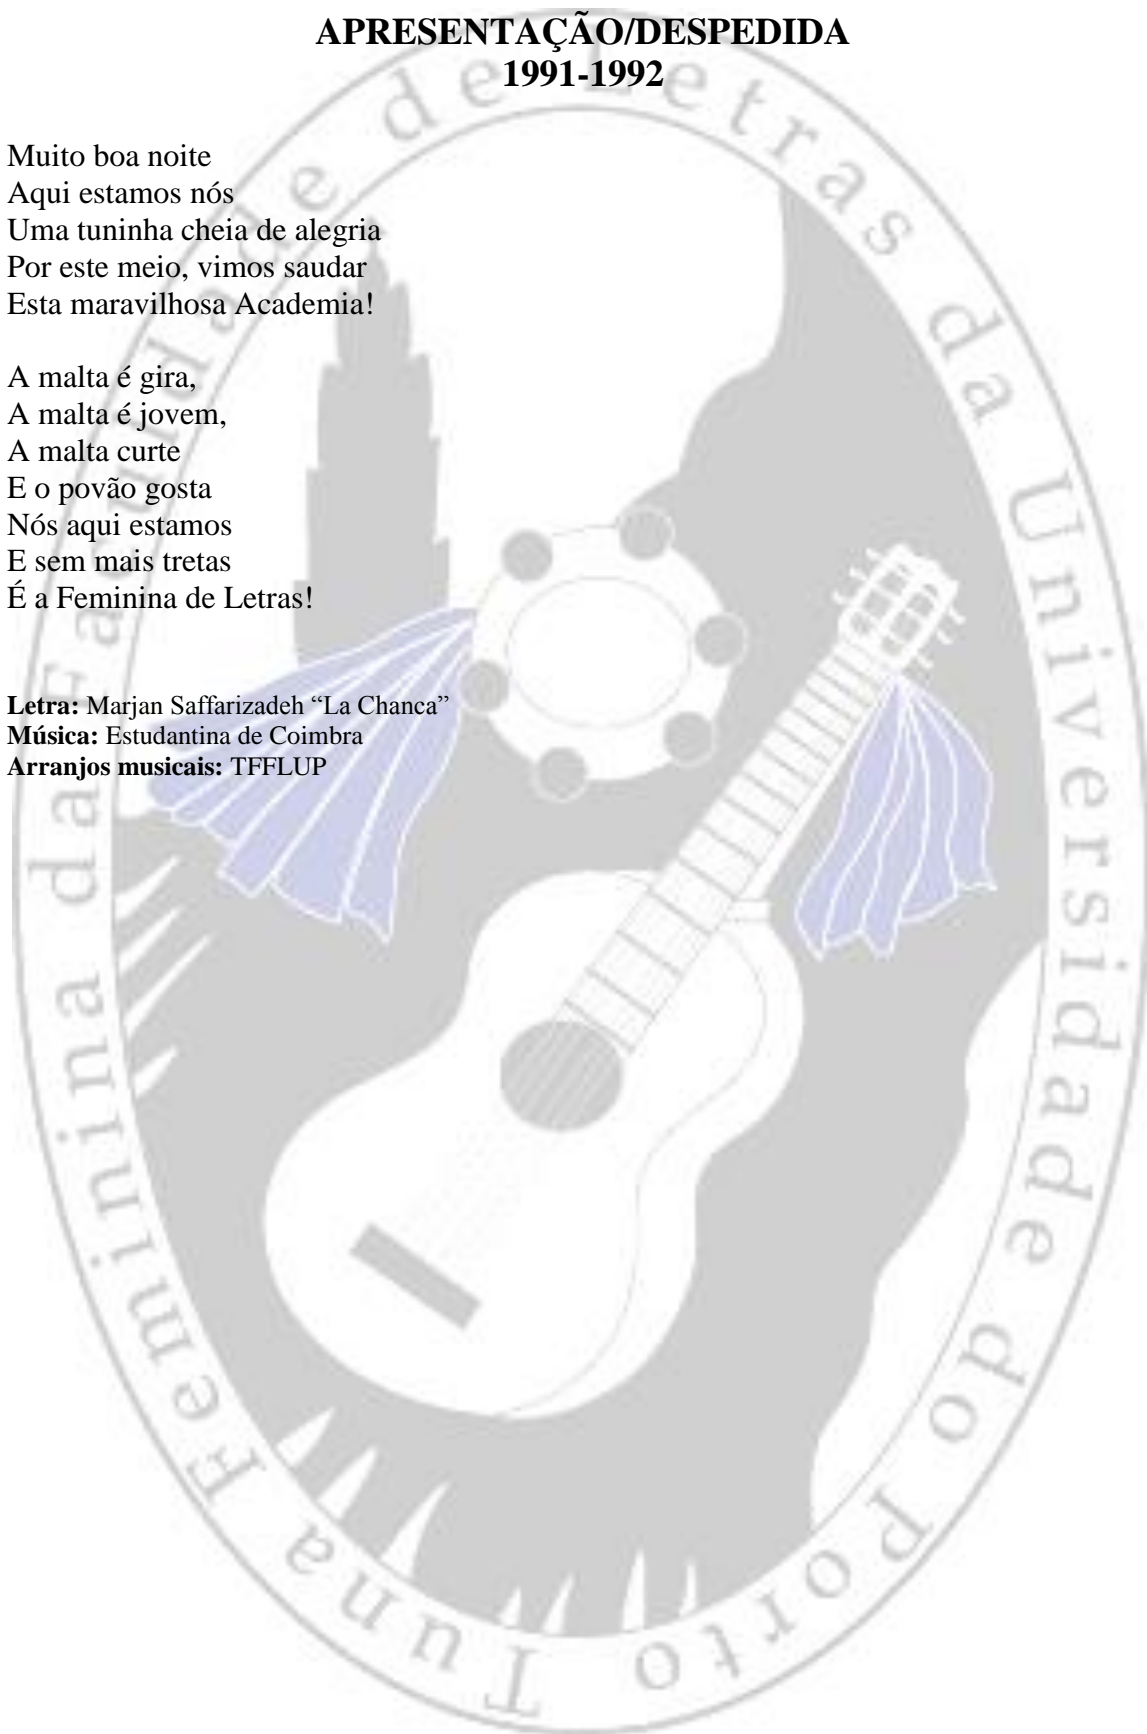 APRESENTAÇÃO/DESPEDIDA
1991-1992
Muito boa noite
Aqui estamos nós
Uma tuninha cheia de alegria
Por este meio, vimos saudar
Esta maravilhosa Academia!
A malta é gira,
A malta é jovem,
A malta curte
E o povão gosta
Nós aqui estamos
E sem mais tretas
É a Feminina de Letras!
Letra: Marjan Saffarizadeh “La Chanca”
Música: Estudantina de Coimbra
Arranjos musicais: TFFLUP
Tuna Feminina da Faculdade de Letras da Universidade do Porto